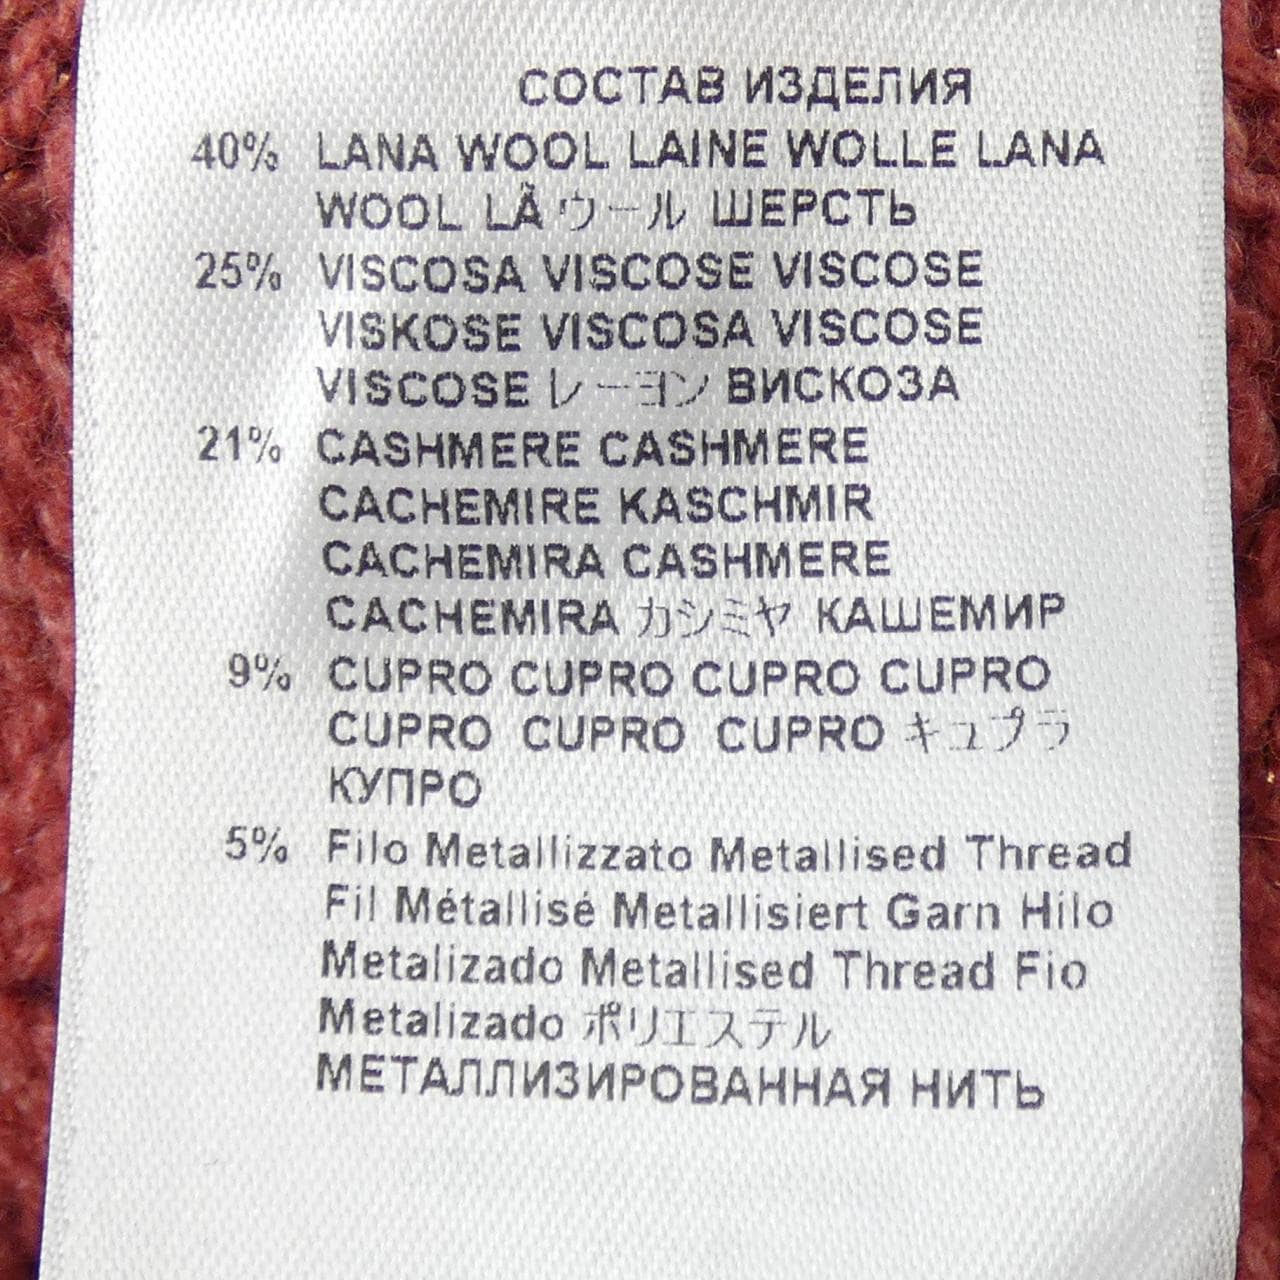 СОСТАВ ИЗДЕЛИЯ
40% LANA WOOL LAINE WOLLE LANA
WOOL LÃ ウール ШЕРСТЬ
25% VISCOSA VISCOSE VISCOSE
VISKOSE VISCOSA VISCOSE
VISCOSE レーヨン ВИСКОЗА
21% CASHMERE CASHMERE
CACHEMIRE KASCHMIR
CACHEMIRA CASHMERE
CACHEMIRA カシミヤ КАШЕМИР
9% CUPRO CUPRO CUPRO CUPRO
CUPRO CUPRO CUPRO キュプラ
КУПРО
5% Filo Metallizzato Metallised Thread
Fil Métallisé Metallisiert Garn Hilo
Metalizado Metallised Thread Fio
Metalizado ポリエステル
МЕТАЛЛИЗИРОВАННАЯ НИТЬ